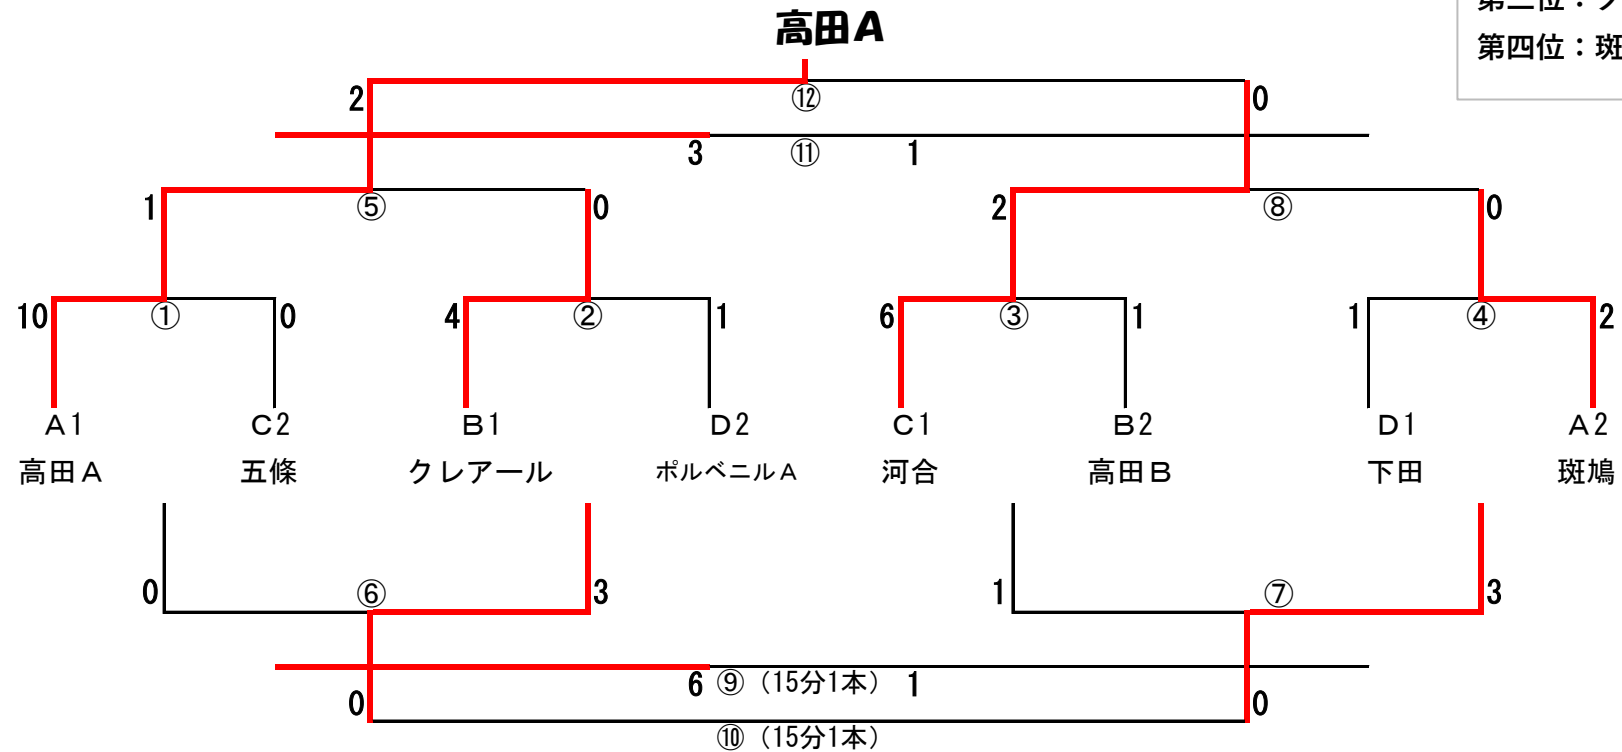 高田A
第三位：ク
第四位：斑
2 ⑫ 0
3 ⑪ 1
1 ⑤ 0 2 ⑧ 0
10 ① 0 4 ② 1 6 ③ 1 1 ④ 2
A1 C2 B1 D2 C1 B2 D1 A2
高田A 五條 クレアール ポルベニルA 河合 高田B 下田 斑鳩
0 ⑥ 3 1 ⑦ 3
6 ⑨（15分1本） 1
0 0
⑩（15分1本）